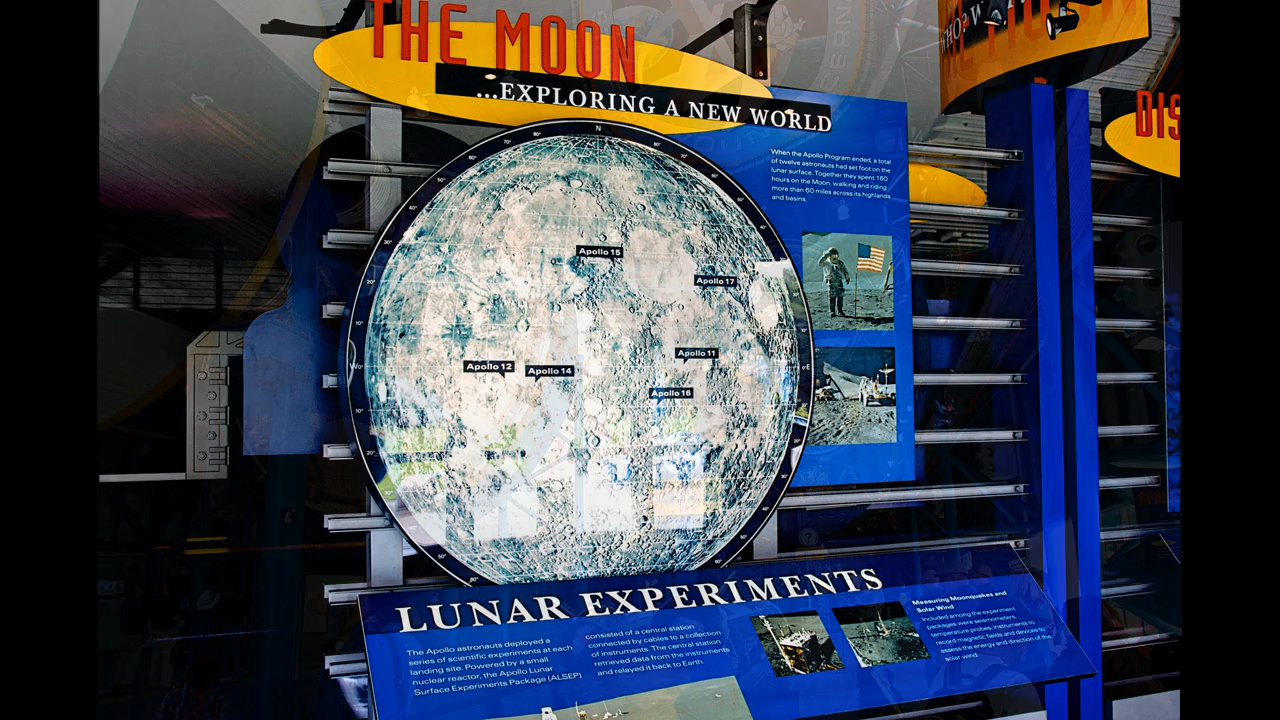 THE MOON
...EXPLORING A NEW WORLD
WHO'S W
DIS
When the Apollo Program ended, a total
of twelve astronauts had set foot on the
lunar surface. Together they spent 160
hours on the Moon, walking and riding
more than 60 miles across its highlands
and basins.
N
Apollo 15
Apollo 17
Apollo 11
Apollo 12
Apollo 14
Apollo 16
W
E
LUNAR EXPERIMENTS
The Apollo astronauts deployed a
series of scientific experiments at each
landing site. Powered by a small
nuclear reactor, the Apollo Lunar
Surface Experiments Package (ALSEP)
consisted of a central station
connected by cables to a collection
of instruments. The central station
retrieved data from the instruments
and relayed it back to Earth.
Measuring Moonquakes and
Solar Wind
Included among the experiment
packages were seismometers,
temperature probes, instruments to
record magnetic fields and devices to
assess the energy and direction of the
solar wind.